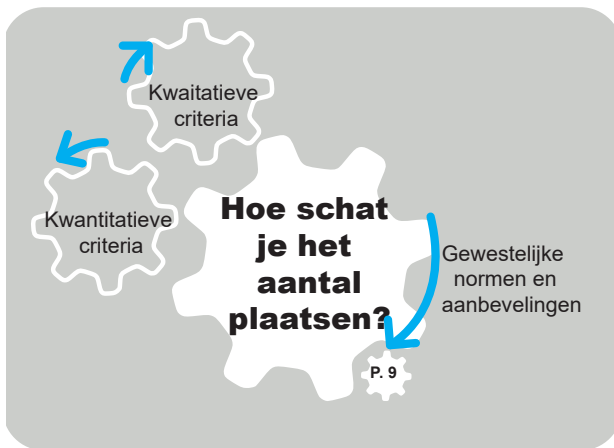 Kwaitatieve
criteria
Kwantitatieve
criteria
Hoe schat
je het
aantal
plaatsen?
Gewestelijke
normen en
aanbevelingen
P. 9